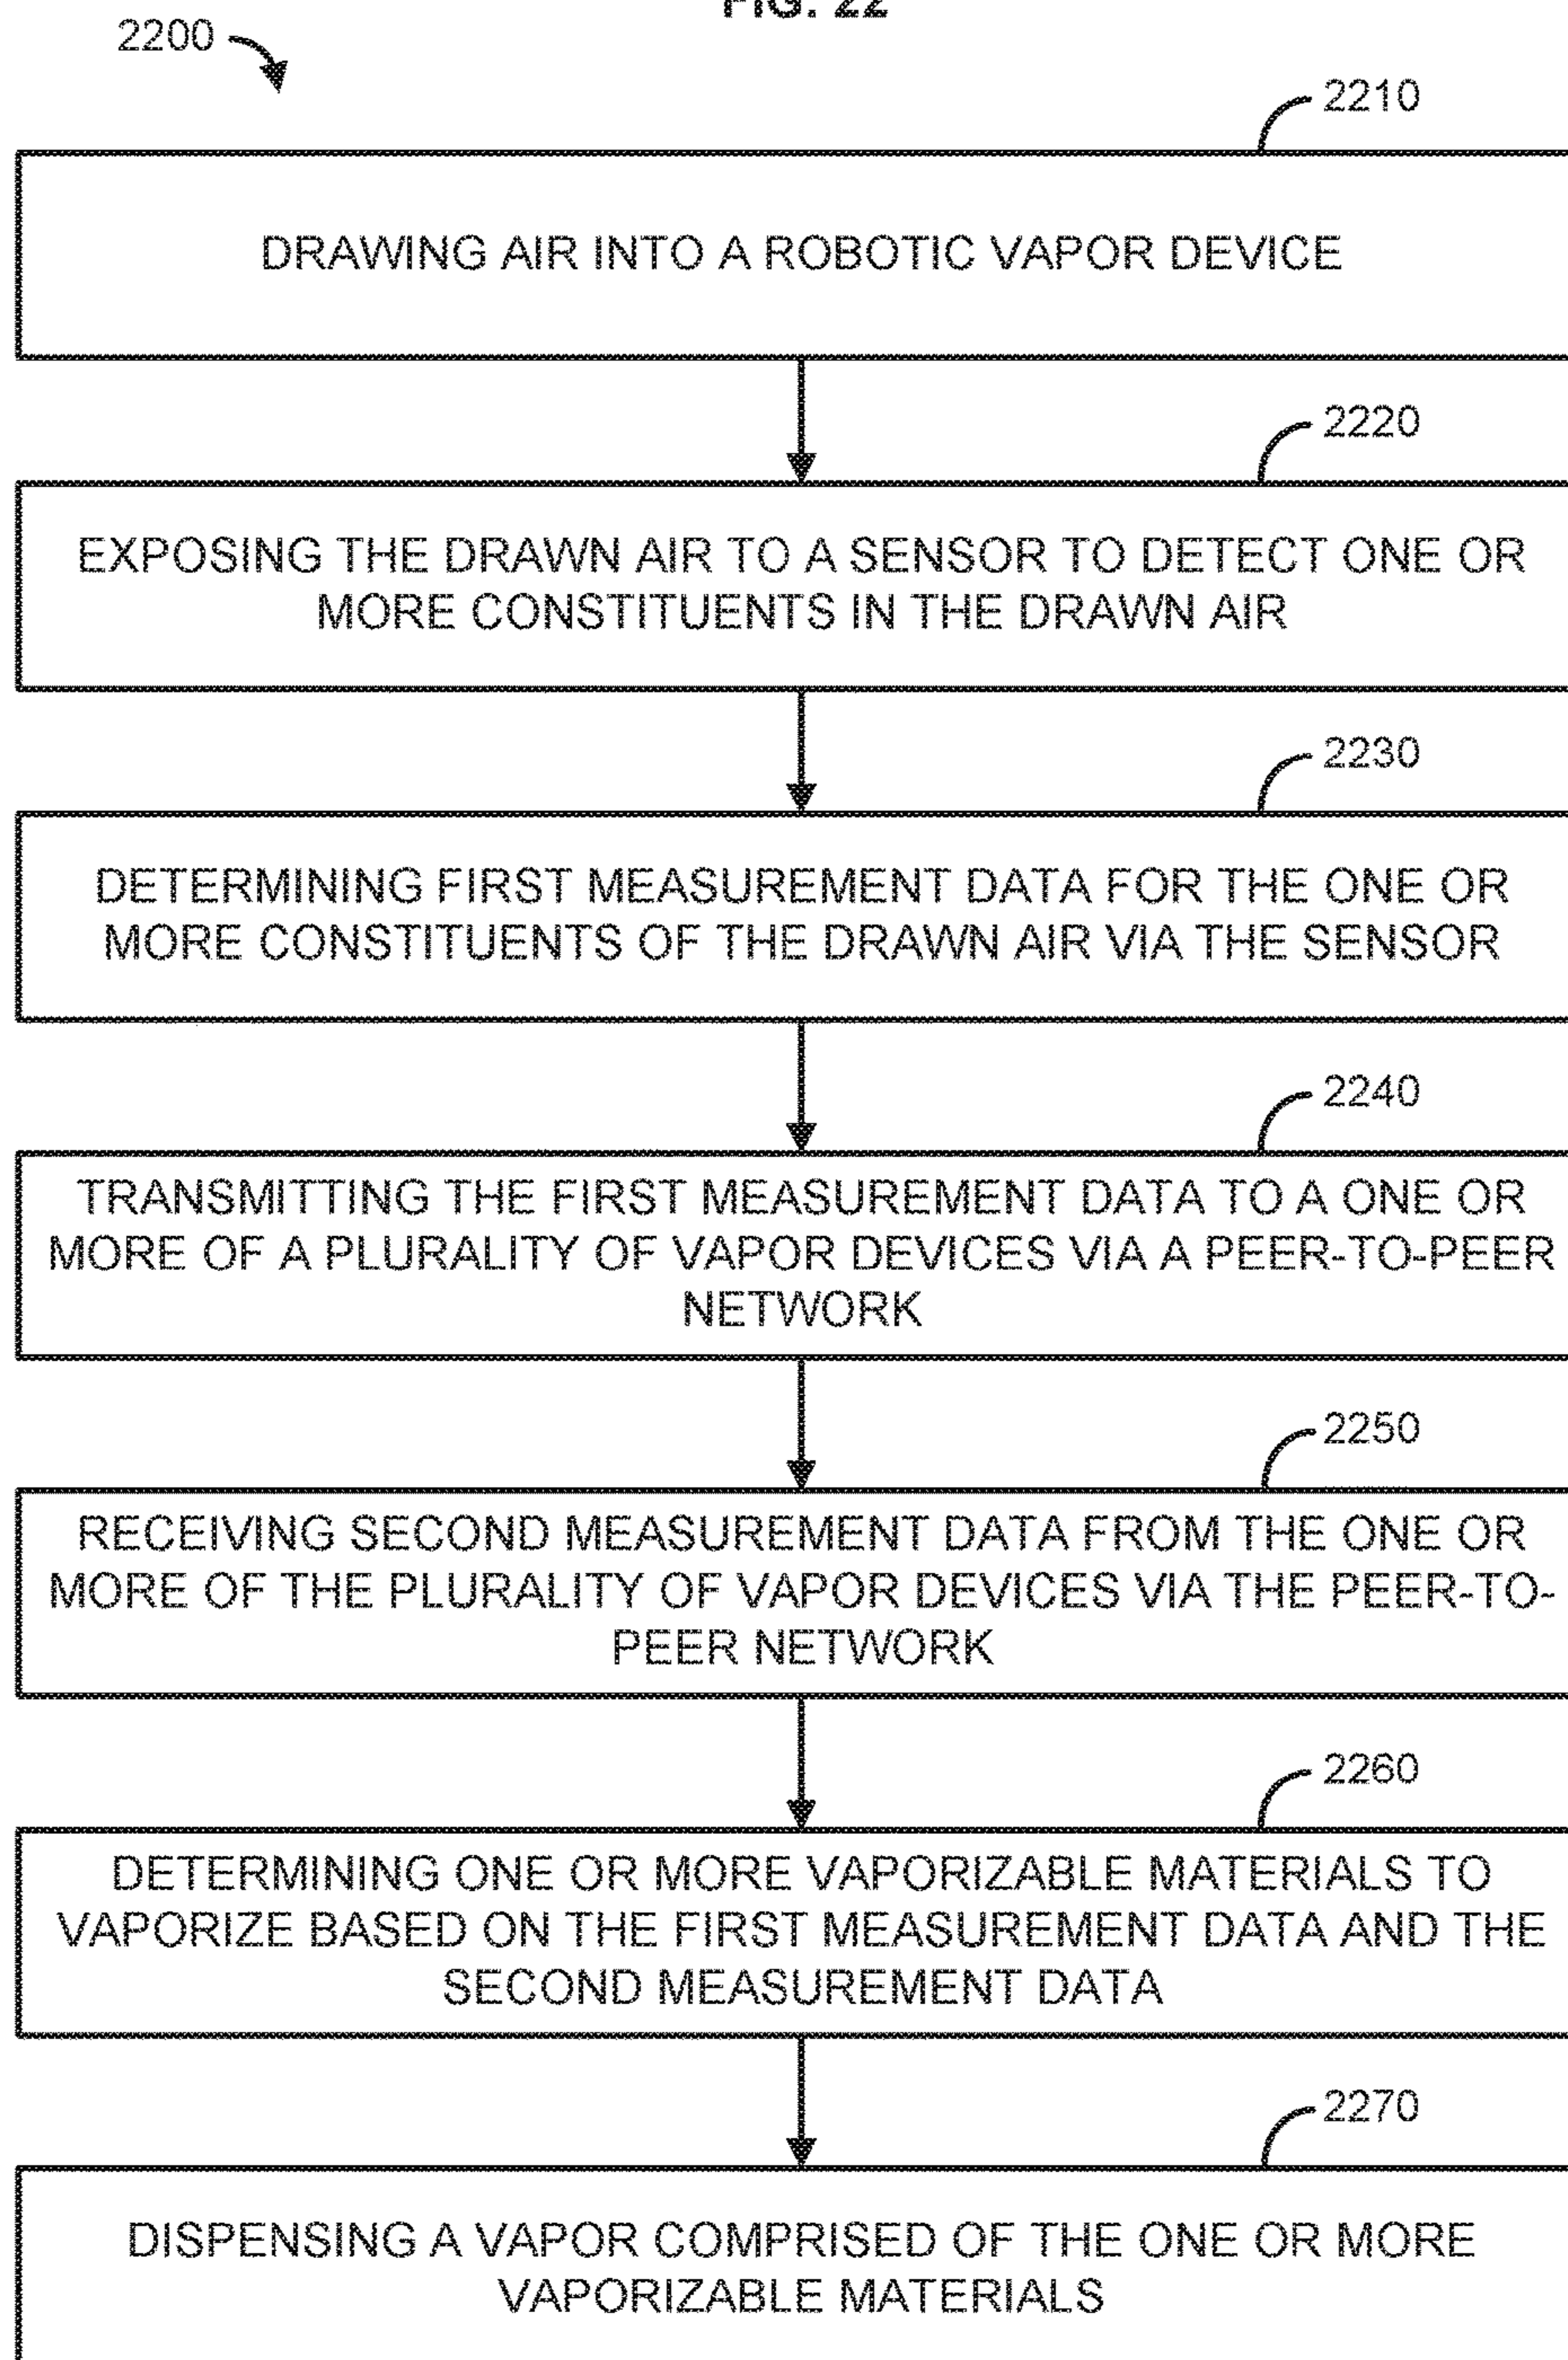 FIG. 22
2200
2210
DRAWING AIR INTO A ROBOTIC VAPOR DEVICE
2220
EXPOSING THE DRAWN AIR TO A SENSOR TO DETECT ONE OR
MORE CONSTITUENTS IN THE DRAWN AIR
2230
DETERMINING FIRST MEASUREMENT DATA FOR THE ONE OR
MORE CONSTITUENTS OF THE DRAWN AIR VIA THE SENSOR
2240
TRANSMITTING THE FIRST MEASUREMENT DATA TO A ONE OR
MORE OF A PLURALITY OF VAPOR DEVICES VIA A PEER-TO-PEER
NETWORK
2250
RECEIVING SECOND MEASUREMENT DATA FROM THE ONE OR
MORE OF THE PLURALITY OF VAPOR DEVICES VIA THE PEER-TO-
PEER NETWORK
2260
DETERMINING ONE OR MORE VAPORIZABLE MATERIALS TO
VAPORIZE BASED ON THE FIRST MEASUREMENT DATA AND THE
SECOND MEASUREMENT DATA
2270
DISPENSING A VAPOR COMPRISED OF THE ONE OR MORE
VAPORIZABLE MATERIALS